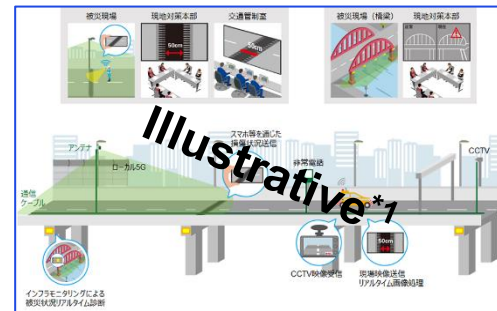 被災現場
現地対策本部
交通管制室
被災現場（橋梁）
現地対策本部
50cm
50cm
Illustrative*1
スマホ等を通じた
損傷状況送信
アンテナ
ローカル5G
非常電話
CCTV
通信
ケーブル
50cm
インフラモニタリングによる
被災状況リアルタイム診断
CCTV映像受信
現場映像送信
リアルタイム画像処理